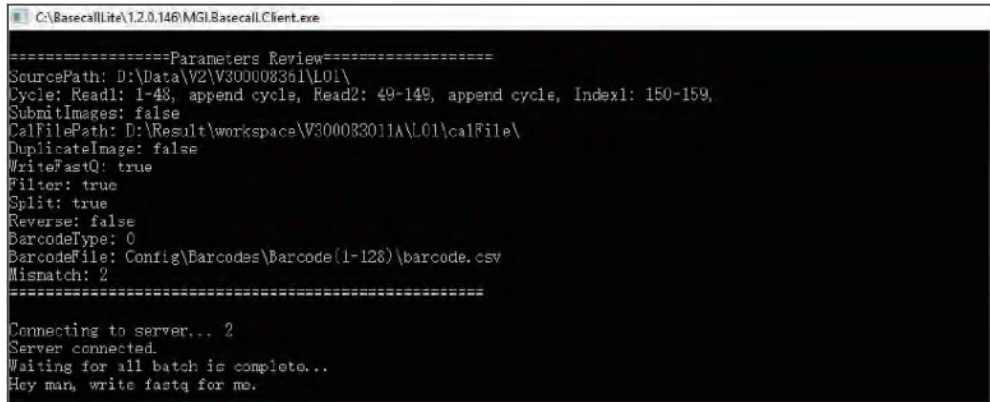 C:\BasecallLite\1.2.0.146\MGI.Basecall.Client.exe
==================Parameters Review===================
SourcePath: D:\Data\V2\V300008361\L01\
Cycle: Read1: 1-48, append cycle, Read2: 49-149, append cycle, Index1: 150-159,
SubmitImages: false
CalFilePath: D:\Result\workspace\V300083011A\L01\calFile\
DuplicateImage: false
WriteFastQ: true
Filter: true
Split: true
Reverse: false
BarcodeType: 0
BarcodeFile: Config\Barcodes\Barcode(1-128)\barcode.csv
Mismatch: 2
=====================================================
Connecting to server... 2
Server connected.
Waiting for all batch is complete...
Hey man, write fastq for me.